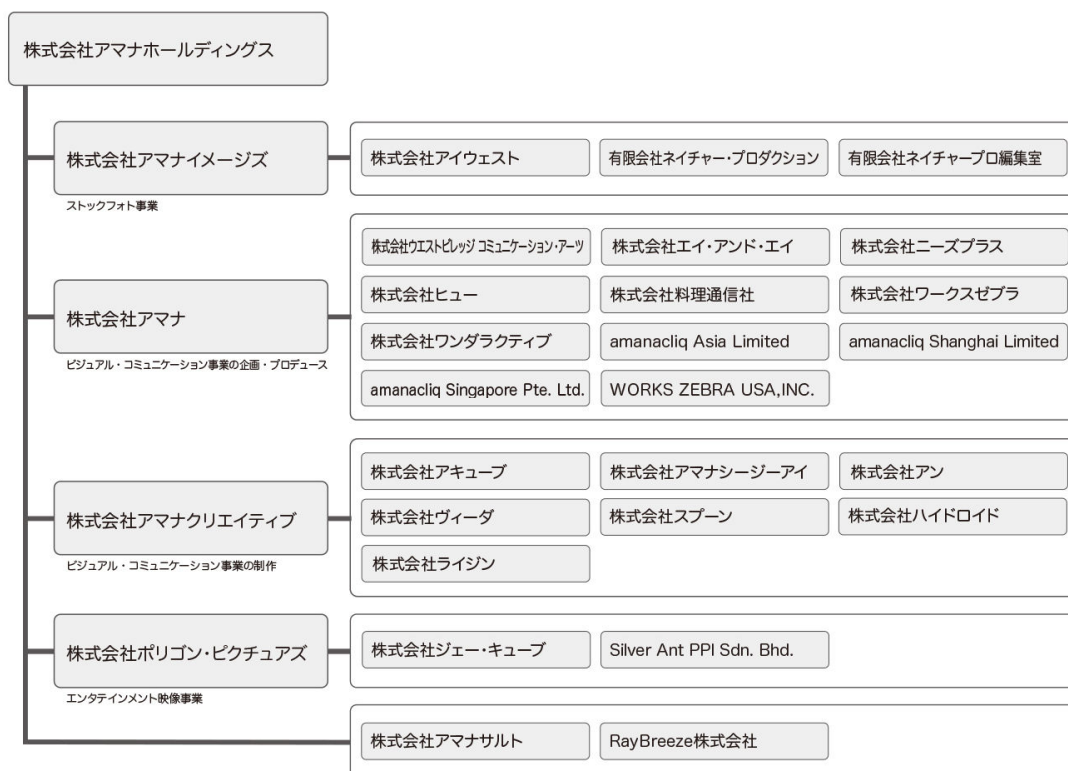 株式会社アマナホールディングス
株式会社アマナイメージズ
ストックフォト事業
株式会社アイウェスト
有限会社ネイチャー・プロダクション
有限会社ネイチャープロ編集室
株式会社アマナ
ビジュアル・コミュニケーション事業の企画・プロデュース
株式会社ウエストビレッジ コミュニケーション・アーツ
株式会社エイ・アンド・エイ
株式会社ニーズプラス
株式会社ヒュー
株式会社料理通信社
株式会社ワークスゼブラ
株式会社ワンダラクティブ
amanacliq Asia Limited
amanacliq Shanghai Limited
amanacliq Singapore Pte. Ltd.
WORKS ZEBRA USA,INC.
株式会社アマナクリエイティブ
ビジュアル・コミュニケーション事業の制作
株式会社アキューブ
株式会社アマナシージーアイ
株式会社アン
株式会社ヴィーダ
株式会社スプーン
株式会社ハイドロイド
株式会社ライジン
株式会社ポリゴン・ピクチュアズ
エンタテインメント映像事業
株式会社ジェー・キューブ
Silver Ant PPI Sdn. Bhd.
株式会社アマナサルト
RayBreeze株式会社